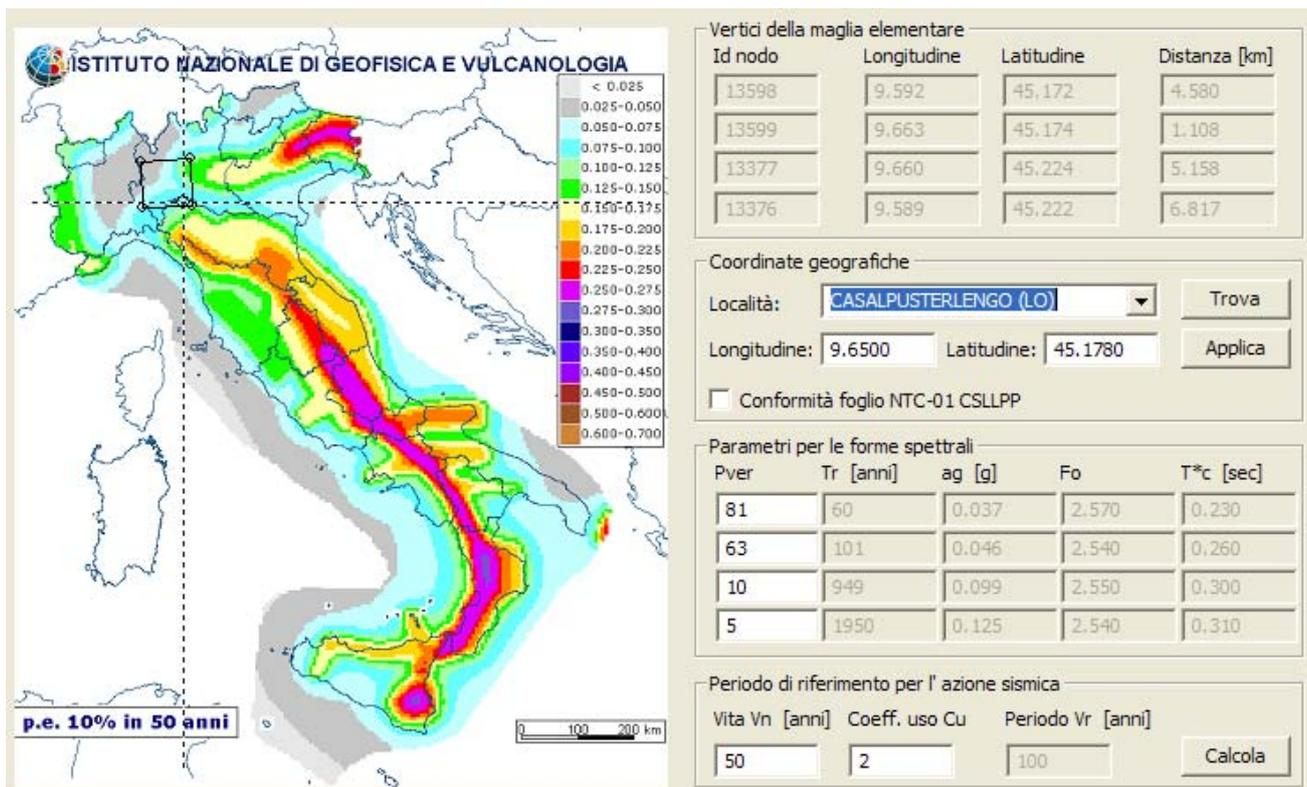 ISTITUTO NAZIONALE DI GEOFISICA E VULCANOLOGIA
< 0.025
0.025-0.050
0.050-0.075
0.075-0.100
0.100-0.125
0.125-0.150
0.150-0.175
0.175-0.200
0.200-0.225
0.225-0.250
0.250-0.275
0.275-0.300
0.300-0.350
0.350-0.400
0.400-0.450
0.450-0.500
0.500-0.600
0.600-0.700
p.e. 10% in 50 anni
0 100 200 km
Vertici della maglia elementare
Id nodo Longitudine Latitudine Distanza [km]
13598 9.592 45.172 4.580
13599 9.663 45.174 1.108
13377 9.660 45.224 5.158
13376 9.589 45.222 6.817
Coordinate geografiche
Località: CASALPUSTERLENGO (LO) Trova
Longitudine: 9.6500 Latitudine: 45.1780 Applica
Conformità foglio NTC-01 CSLLPP
Parametri per le forme spettrali
Pver Tr [anni] ag [g] Fo T*c [sec]
81 60 0.037 2.570 0.230
63 101 0.046 2.540 0.260
10 949 0.099 2.550 0.300
5 1950 0.125 2.540 0.310
Periodo di riferimento per l' azione sismica
Vita Vn [anni] Coeff. uso Cu Periodo Vr [anni]
50 2 100 Calcola